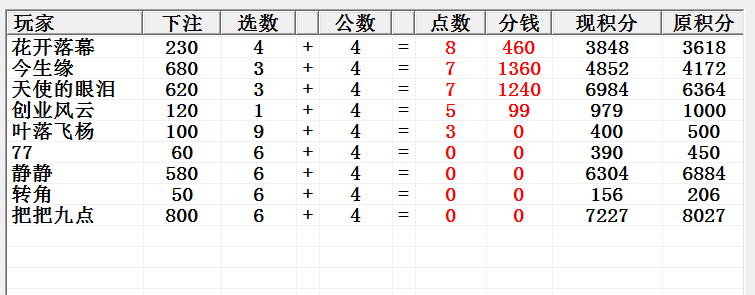 玩家 下注 选数 公数 点数 分钱 现积分 原积分
花开落幕 230 4 + 4 = 8 460 3848 3618
今生缘 680 3 + 4 = 7 1360 4852 4172
天使的眼泪 620 3 + 4 = 7 1240 6984 6364
创业风云 120 1 + 4 = 5 99 979 1000
叶落飞杨 100 9 + 4 = 3 0 400 500
77 60 6 + 4 = 0 0 390 450
静静 580 6 + 4 = 0 0 6304 6884
转角 50 6 + 4 = 0 0 156 206
把把九点 800 6 + 4 = 0 0 7227 8027